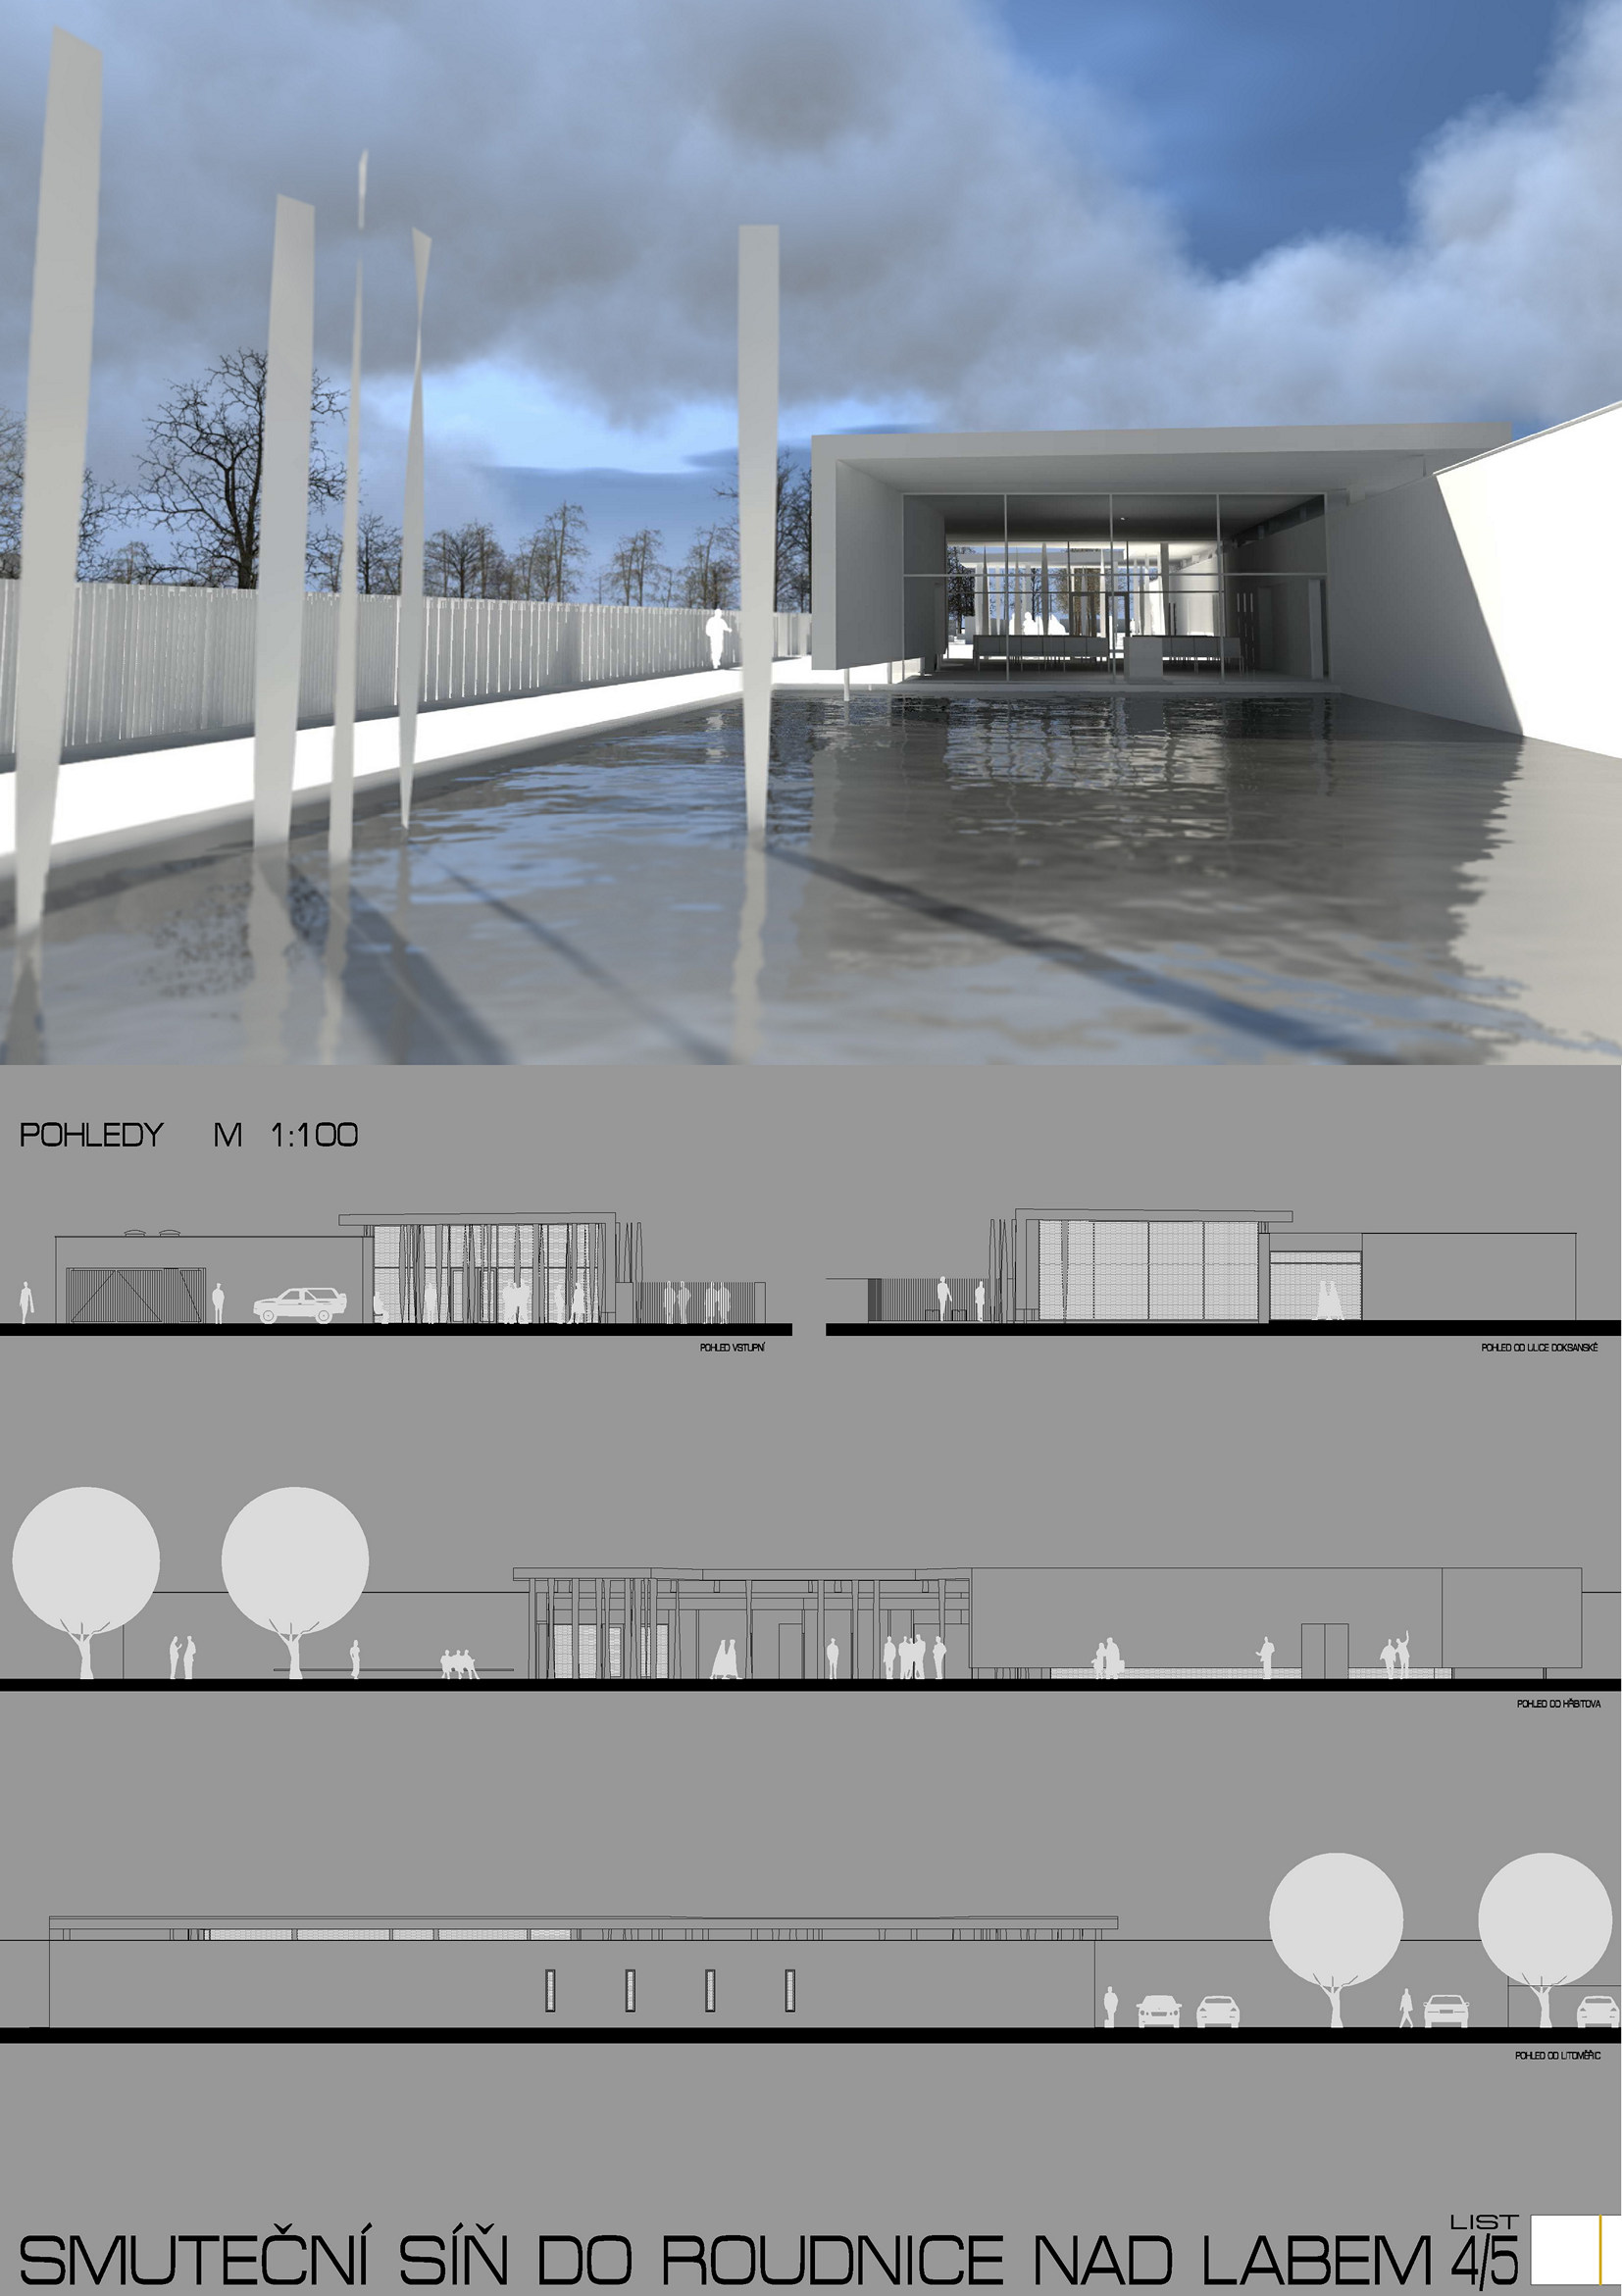 POHLEDY M 1:100
POHLED VSTUPNÍ
POHLED OD ULICE DOKSANSKÉ
POHLED OD HŘBITOVA
POHLED OD LITOMĚŘIC
LIST
SMUTEČNÍ SÍŇ DO ROUDNICE NAD LABEM 4/5